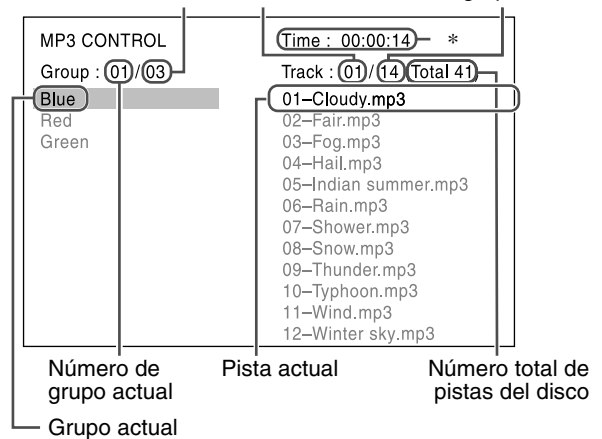 MP3 CONTROL
Time : 00:00:14 *
Group : 01/03
Track : 01/14 Total 41
Blue
Red
Green
01–Cloudy.mp3
02–Fair.mp3
03–Fog.mp3
04–Hail.mp3
05–Indian summer.mp3
06–Rain.mp3
07–Shower.mp3
08–Snow.mp3
09–Thunder.mp3
10–Typhoon.mp3
11–Wind.mp3
12–Winter sky.mp3
Número de
grupo actual
Pista actual
Número total de
pistas del disco
Grupo actual